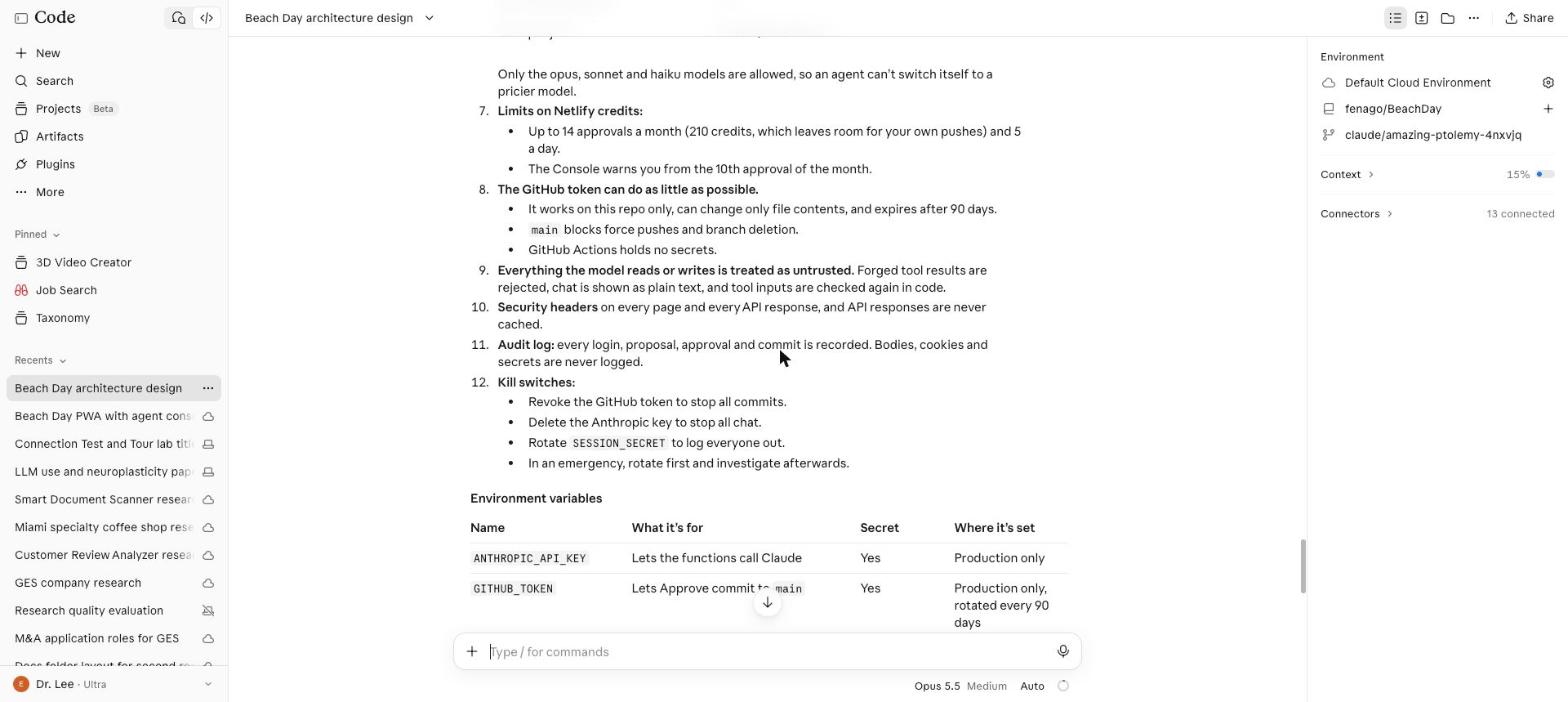 Code
New
Search
Projects Beta
Artifacts
Plugins
More
Pinned
3D Video Creator
Job Search
Taxonomy
Recents
Beach Day architecture design
Beach Day PWA with agent cons
Connection Test and Tour lab titl
LLM use and neuroplasticity pap
Smart Document Scanner resear
Miami specialty coffee shop rese
Customer Review Analyzer resea
GES company research
Research quality evaluation
M&A application roles for GES
Docs folder layout for second re
E Dr. Lee · Ultra
Beach Day architecture design
Share
Only the opus, sonnet and haiku models are allowed, so an agent can't switch itself to a
pricier model.
7. Limits on Netlify credits:
• Up to 14 approvals a month (210 credits, which leaves room for your own pushes) and 5
a day.
• The Console warns you from the 10th approval of the month.
8. The GitHub token can do as little as possible.
• It works on this repo only, can change only file contents, and expires after 90 days.
• main blocks force pushes and branch deletion.
• GitHub Actions holds no secrets.
9. Everything the model reads or writes is treated as untrusted. Forged tool results are
rejected, chat is shown as plain text, and tool inputs are checked again in code.
10. Security headers on every page and every API response, and API responses are never
cached.
11. Audit log: every login, proposal, approval and commit is recorded. Bodies, cookies and
secrets are never logged.
12. Kill switches:
• Revoke the GitHub token to stop all commits.
• Delete the Anthropic key to stop all chat.
• Rotate SESSION_SECRET to log everyone out.
• In an emergency, rotate first and investigate afterwards.
Environment variables
Name What it's for Secret Where it's set
ANTHROPIC_API_KEY Lets the functions call Claude Yes Production only
GITHUB_TOKEN Lets Approve commit to main Yes Production only,
rotated every 90
days
Type / for commands
Opus 5.5 Medium Auto
Environment
Default Cloud Environment
fenago/BeachDay
claude/amazing-ptolemy-4nxvjq
Context 15%
Connectors 13 connected